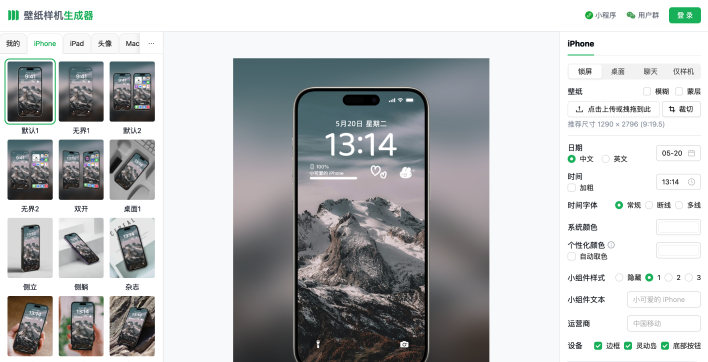 壁纸样机生成器
小程序
用户群
登 录
我的
iPhone
iPad
头像
Mac
...
默认1
无界1
默认2
无界2
双开
桌面1
侧立
侧躺
杂志
5月20日 星期二
13:14
100%
小可爱的 iPhone
iPhone
锁屏
桌面
聊天
仅样机
壁纸
模糊
蒙层
点击上传或拽拖到此
裁切
推荐尺寸 1290 × 2796 (9:19.5)
日期
中文
英文
05-20
时间
加粗
13:14
时间字体
常规
断线
多线
系统颜色
个性化颜色
自动取色
小组件样式
隐藏
1
2
3
小组件文本
小可爱的 iPhone
运营商
中国移动
设备
边框
灵动岛
底部按钮